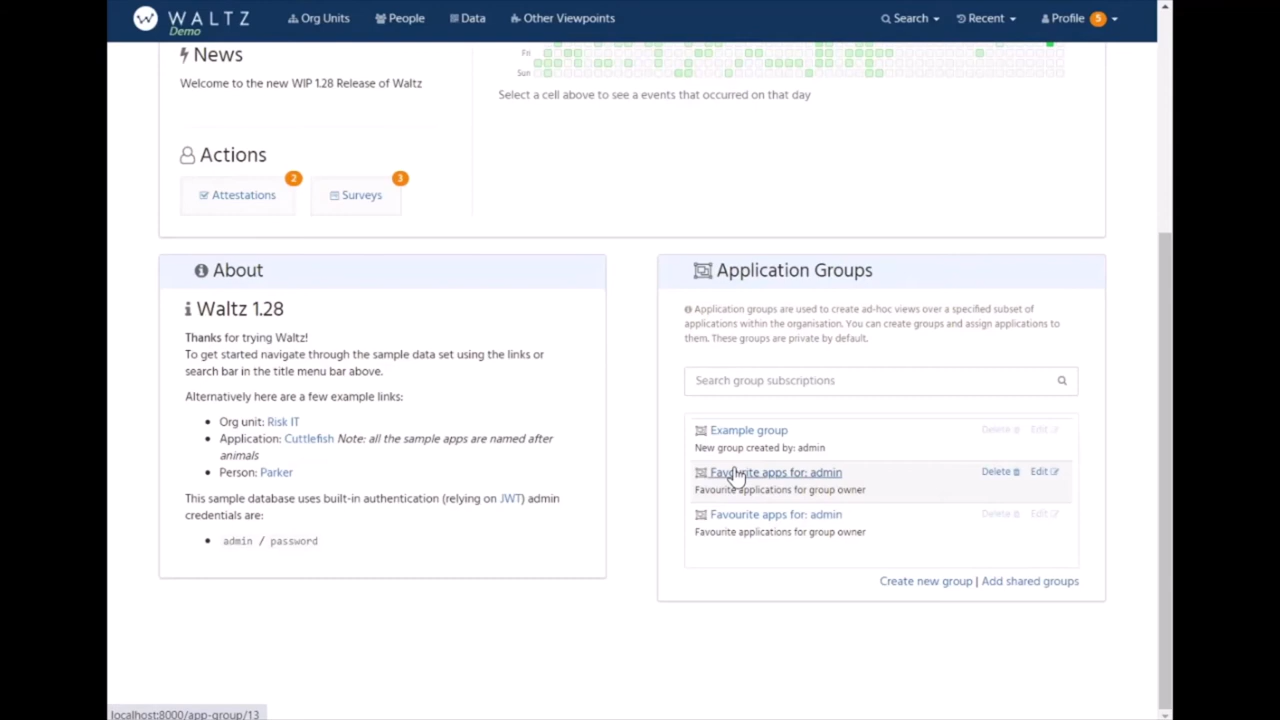 WALTZ
Demo
Org Units
People
Data
Other Viewpoints
Search
Recent
Profile 5
News
Welcome to the new WIP 1.28 Release of Waltz
Fri
Sun
Select a cell above to see a events that occurred on that day
Actions
Attestations 2
Surveys 3
About
Waltz 1.28
Thanks for trying Waltz!
To get started navigate through the sample data set using the links or
search bar in the title menu bar above.
Alternatively here are a few example links:
Org unit: Risk IT
Application: Cuttlefish Note: all the sample apps are named after
animals
Person: Parker
This sample database uses built-in authentication (relying on JWT) admin
credentials are:
admin / password
Application Groups
Application groups are used to create ad-hoc views over a specified subset of
applications within the organisation. You can create groups and assign applications to
them. These groups are private by default.
Search group subscriptions
Example group Delete Edit
New group created by: admin
Favourite apps for: admin Delete Edit
Favourite applications for group owner
Favourite apps for: admin Delete Edit
Favourite applications for group owner
Create new group | Add shared groups
localhost:8000/app-group/13